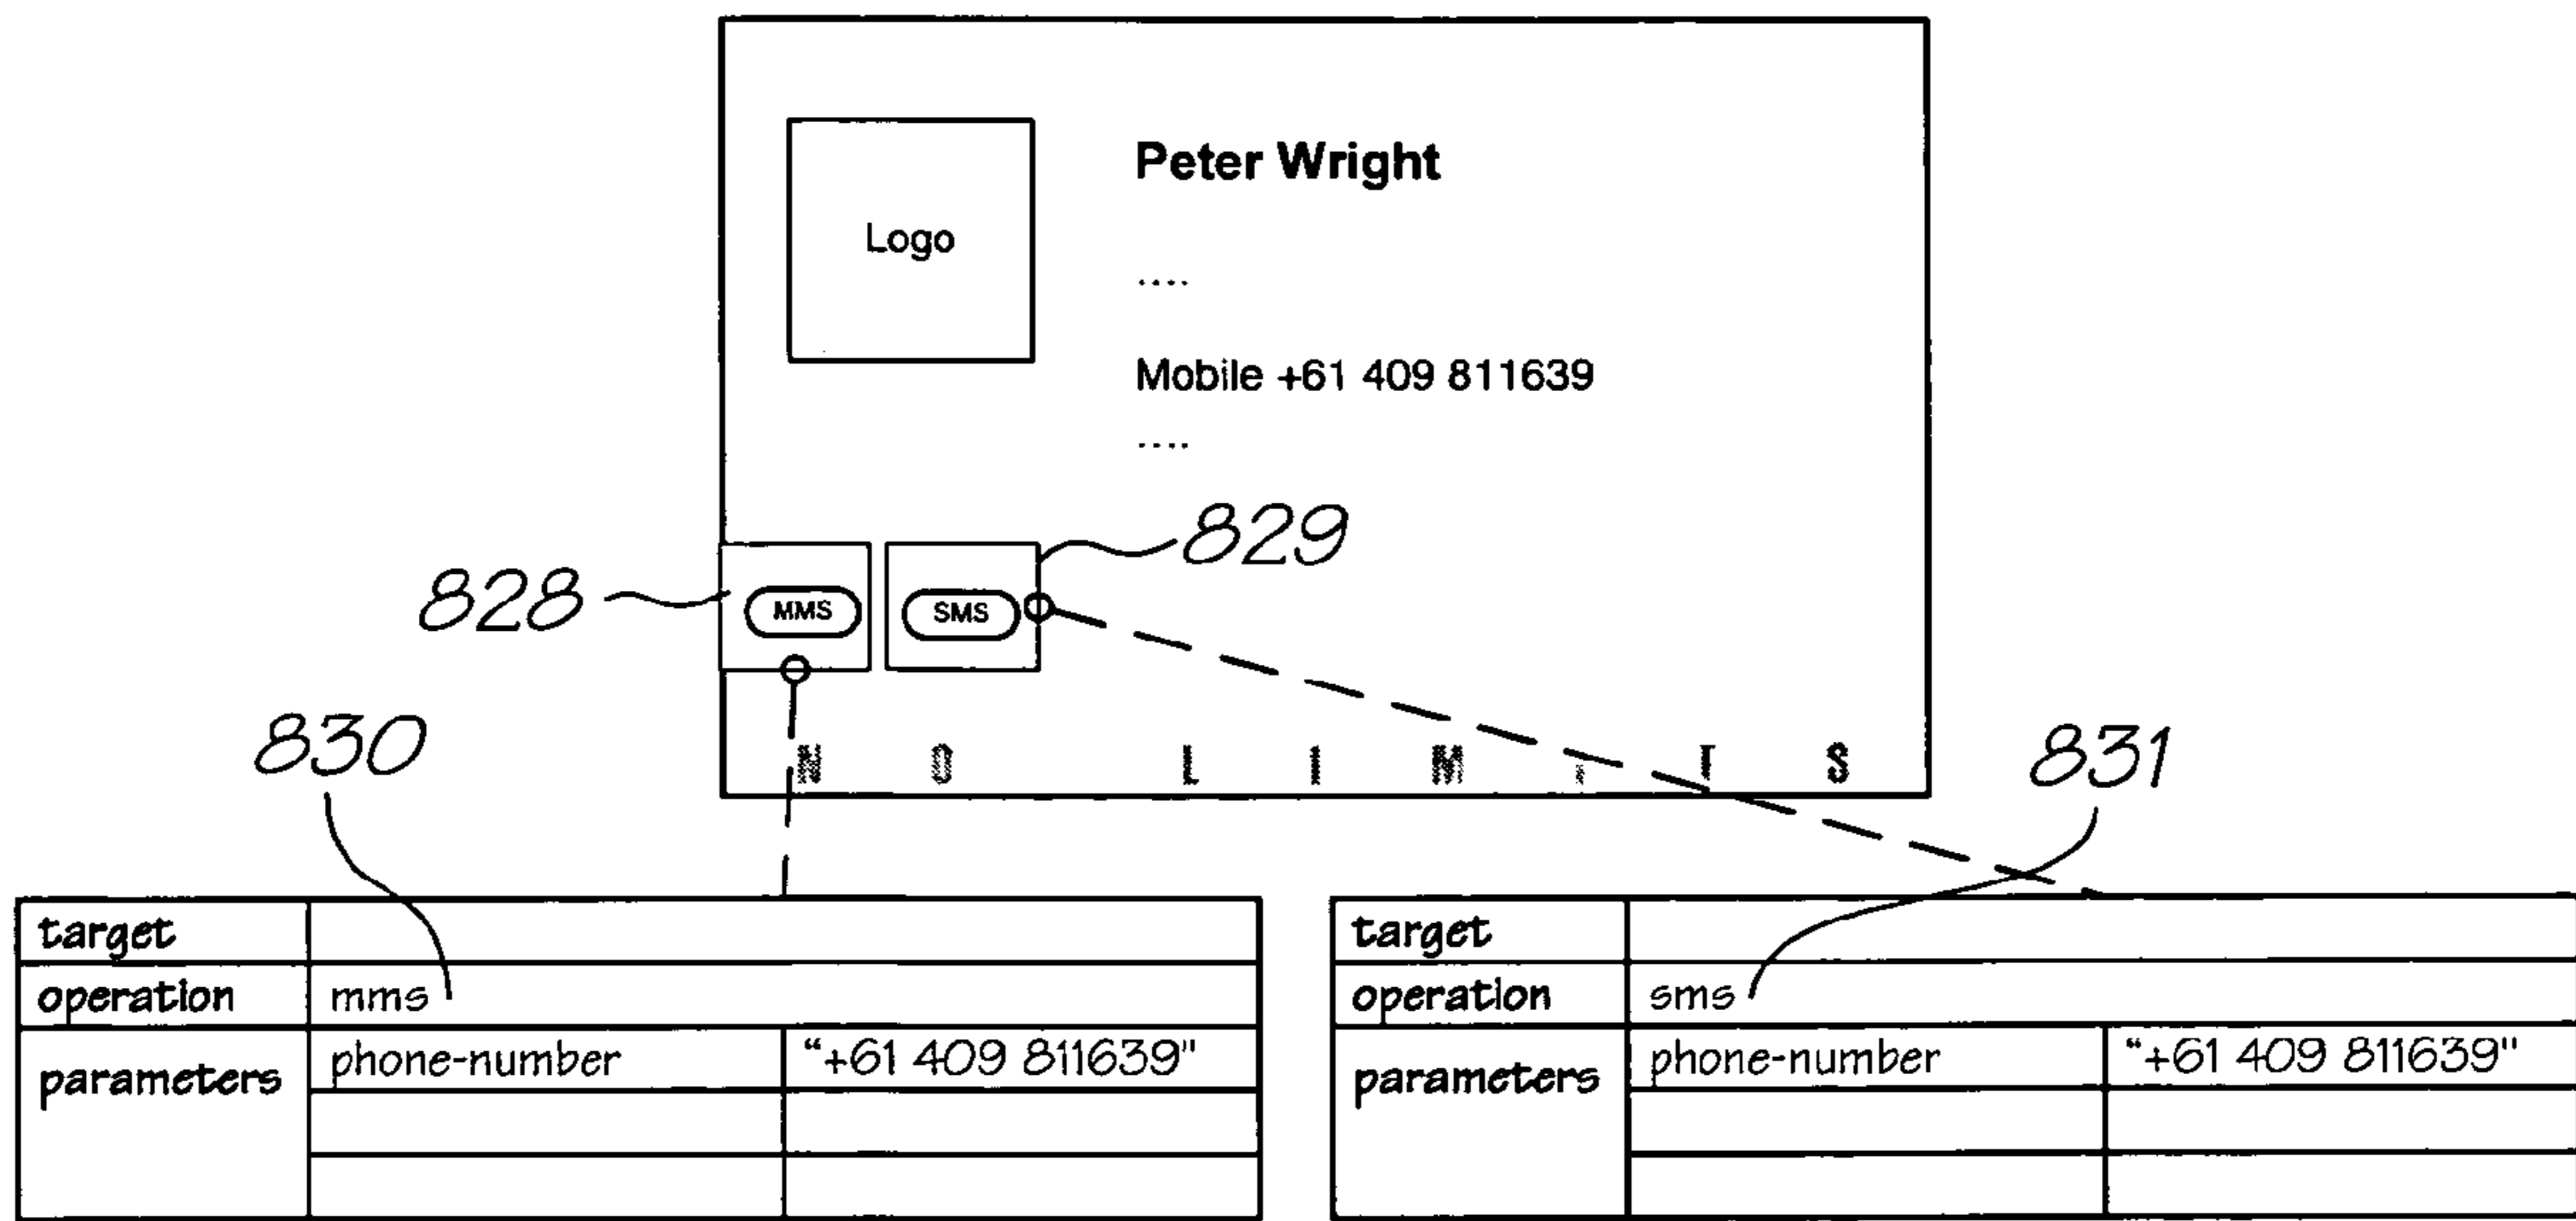 Peter Wright
Logo
....
Mobile +61 409 811639
....
829
828
MMS
SMS
N O L I M I T S
830
831
target
operation mms
parameters phone-number "+61 409 811639"
target
operation sms
parameters phone-number "+61 409 811639"